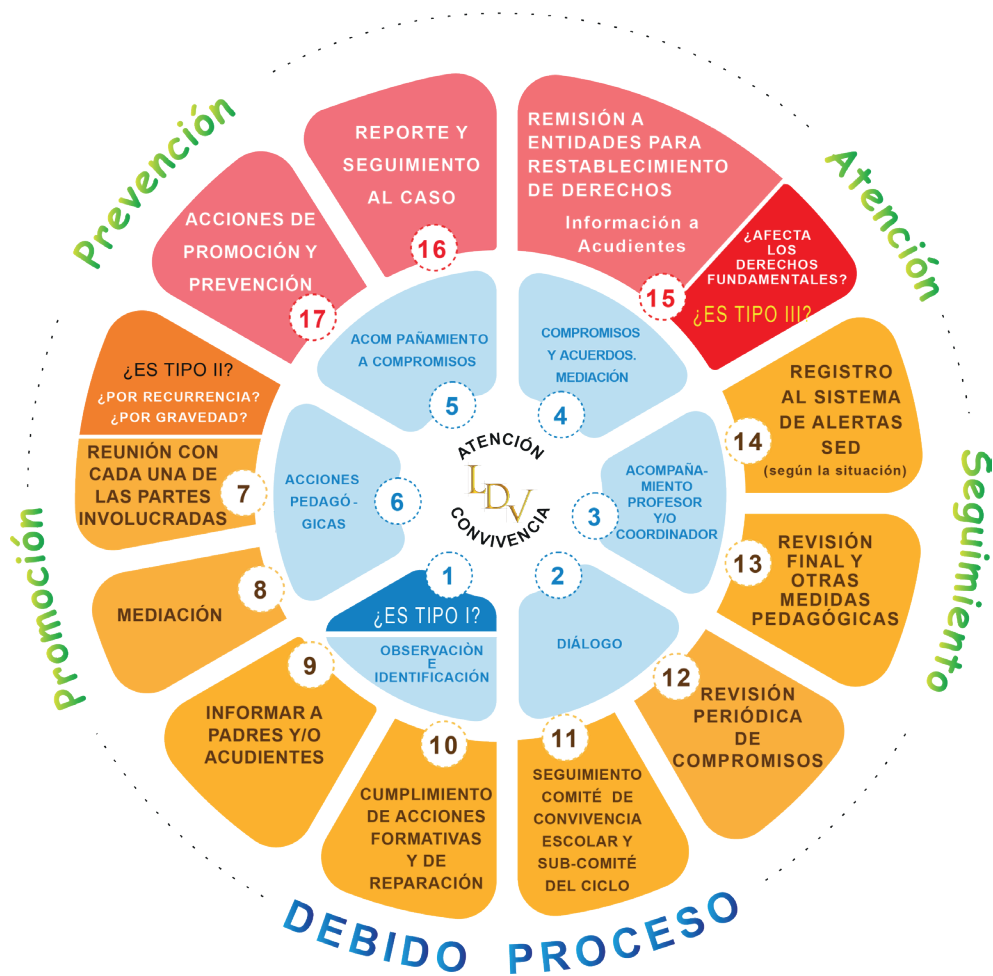 Prevención
Atención
Seguimiento
Promoción
DEBIDO PROCESO
ATENCIÓN
LDV
CONVIVENCIA
1
¿ES TIPO I?
OBSERVACIÒN
E
IDENTIFICACIÓN
2
DIÁLOGO
3
ACOMPAÑA-
MIENTO
PROFESOR
Y/O
COORDINADOR
4
COMPROMISOS
Y ACUERDOS.
MEDIACIÓN
5
ACOM PAÑAMIENTO
A COMPROMISOS
6
ACCIONES
PEDAGÓ-
GICAS
¿ES TIPO II?
¿POR RECURRENCIA?
¿POR GRAVEDAD?
7
REUNIÓN CON
CADA UNA DE
LAS PARTES
INVOLUCRADAS
8
MEDIACIÓN
9
INFORMAR A
PADRES Y/O
ACUDIENTES
10
CUMPLIMIENTO
DE ACCIONES
FORMATIVAS
Y DE
REPARACIÓN
11
SEGUIMIENTO
COMITÉ DE
CONVIVENCIA
ESCOLAR Y
SUB-COMITÉ
DEL CICLO
12
REVISIÓN
PERIÓDICA
DE
COMPROMISOS
13
REVISIÓN
FINAL Y
OTRAS
MEDIDAS
PEDAGÓGICAS
14
REGISTRO
AL SISTEMA
DE ALERTAS
SED
(según la situación)
¿AFECTA
LOS
DERECHOS
FUNDAMENTALES?
¿ES TIPO III?
15
REMISIÓN A
ENTIDADES PARA
RESTABLECIMIENTO
DE DERECHOS
Información a
Acudientes
16
REPORTE Y
SEGUIMIENTO
AL CASO
17
ACCIONES DE
PROMOCIÓN Y
PREVENCIÓN